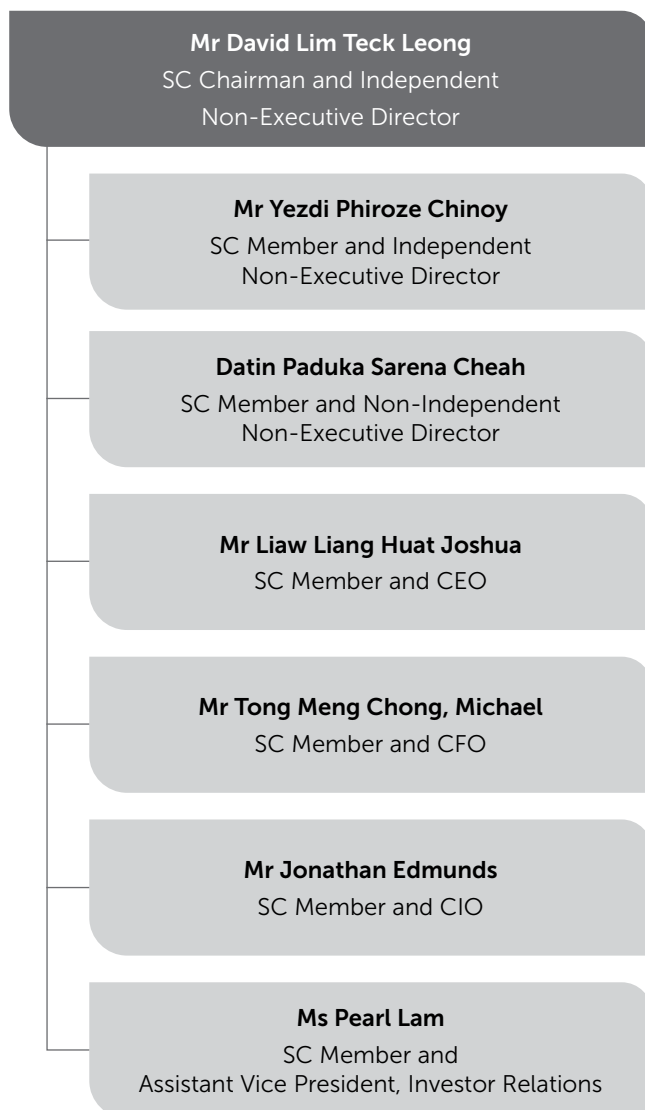 Mr David Lim Teck Leong
SC Chairman and Independent
Non-Executive Director
Mr Yezdi Phiroze Chinoy
SC Member and Independent
Non-Executive Director
Datin Paduka Sarena Cheah
SC Member and Non-Independent
Non-Executive Director
Mr Liaw Liang Huat Joshua
SC Member and CEO
Mr Tong Meng Chong, Michael
SC Member and CFO
Mr Jonathan Edmunds
SC Member and CIO
Ms Pearl Lam
SC Member and
Assistant Vice President, Investor Relations